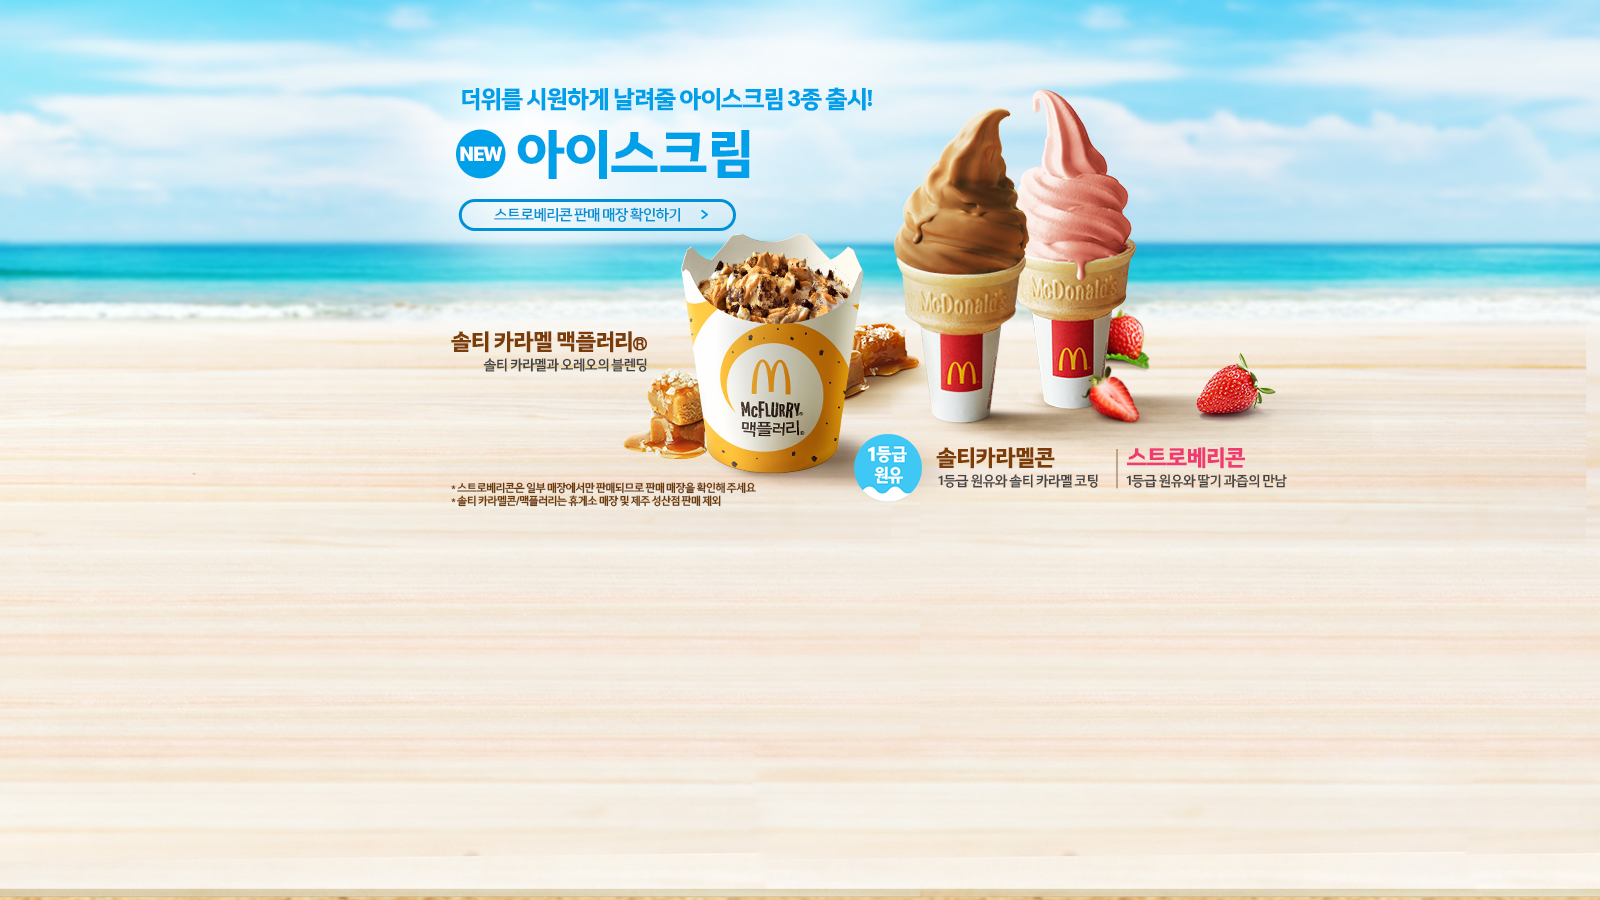 더위를 시원하게 날려줄 아이스크림 3종 출시!
NEW 아이스크림
스트로베리콘 판매 매장 확인하기 >
McDonald's
McDonald's
솔티 카라멜 맥플러리®
솔티 카라멜과 오레오의 블렌딩
McFLURRY®
맥플러리®
1등급
원유
솔티카라멜콘
1등급 원유와 솔티 카라멜 코팅
스트로베리콘
1등급 원유와 딸기 과즙의 만남
* 스트로베리콘은 일부 매장에서만 판매되므로 판매 매장을 확인해 주세요
* 솔티 카라멜콘/맥플러리는 휴게소 매장 및 제주 성산점 판매 제외